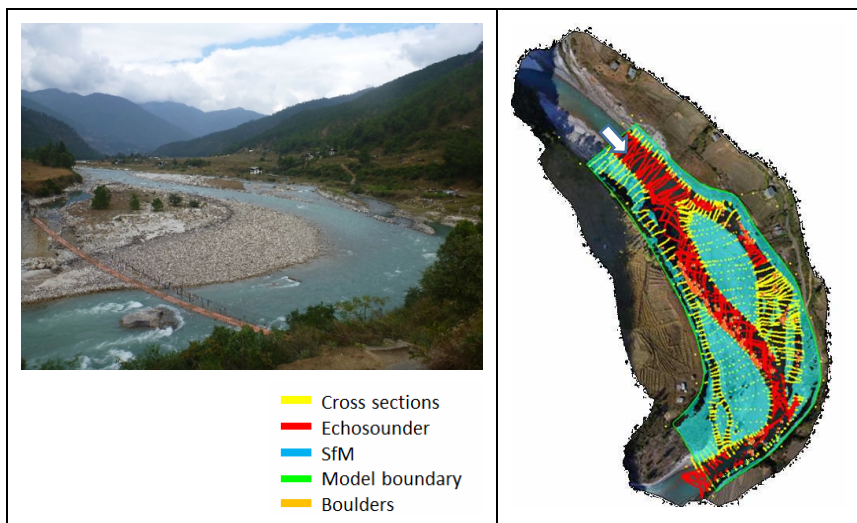 Cross sections
Echosounder
SfM
Model boundary
Boulders